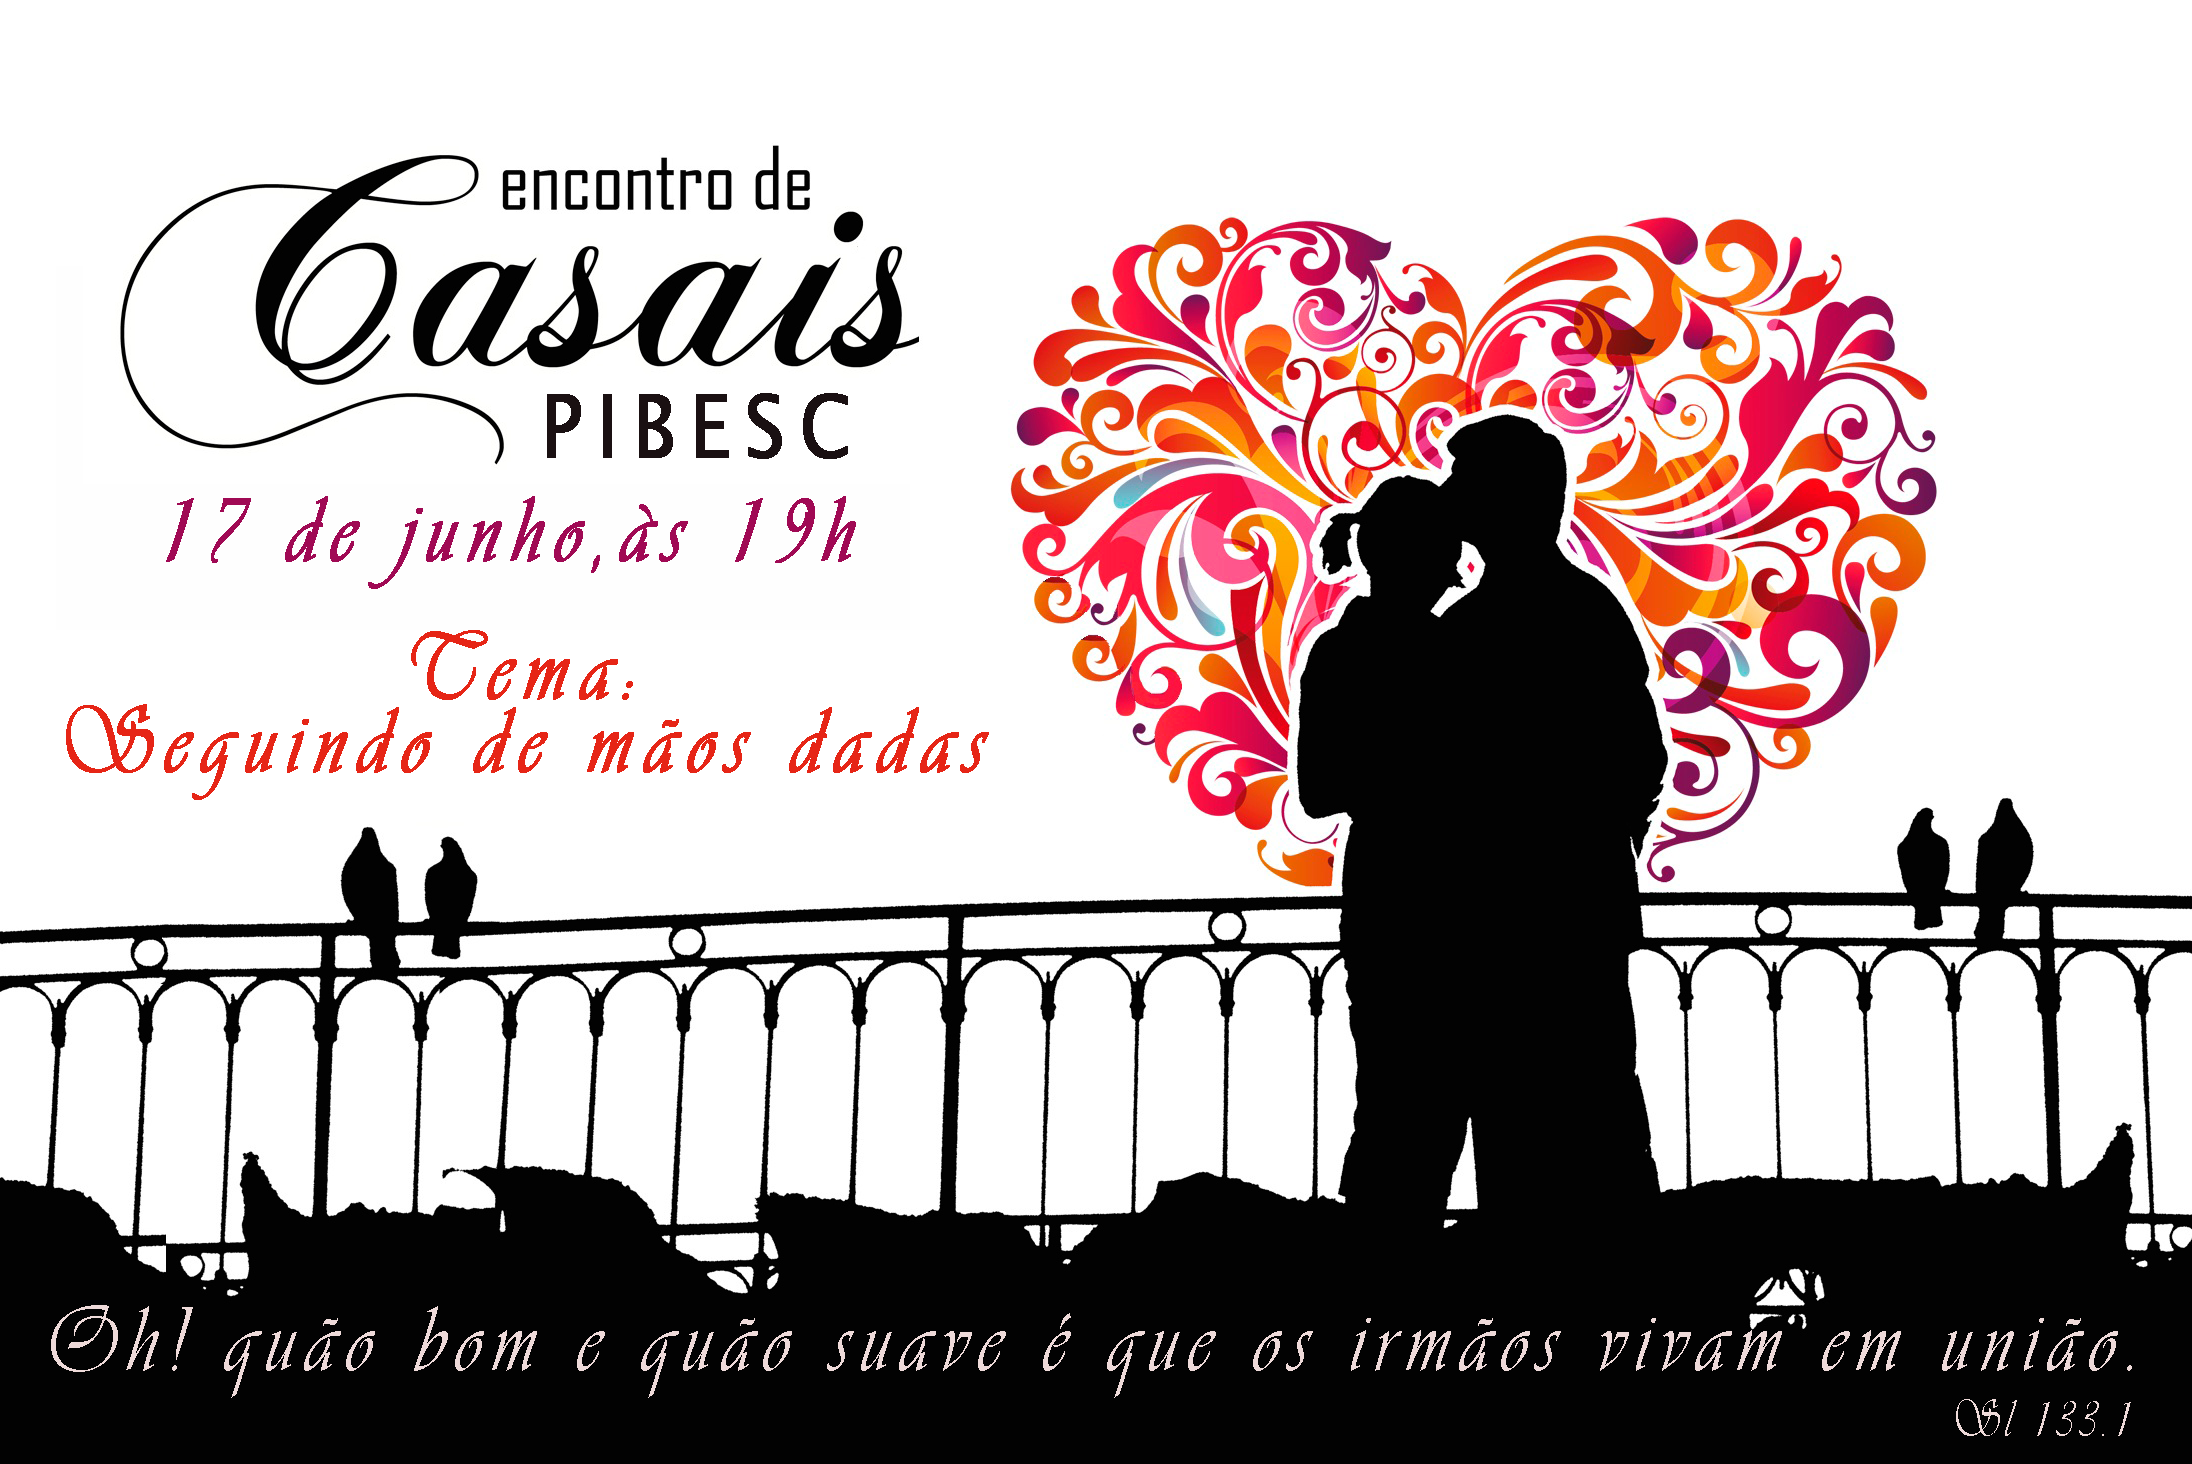 encontro de
Casais
PIBESC
17 de junho,às 19h
Tema:
Seguindo de mãos dadas
Oh! quão bom e quão suave é que os irmãos vivam em união.
Sl 133.1